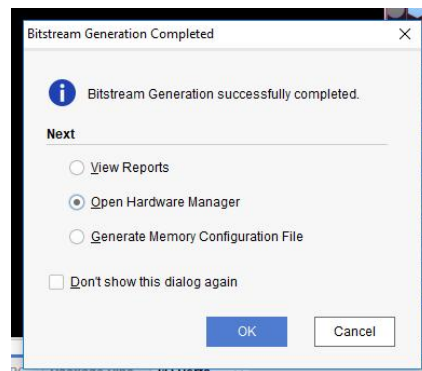 Bitstream Generation Completed
Bitstream Generation successfully completed.
Next
View Reports
Open Hardware Manager
Generate Memory Configuration File
Don't show this dialog again
OK
Cancel